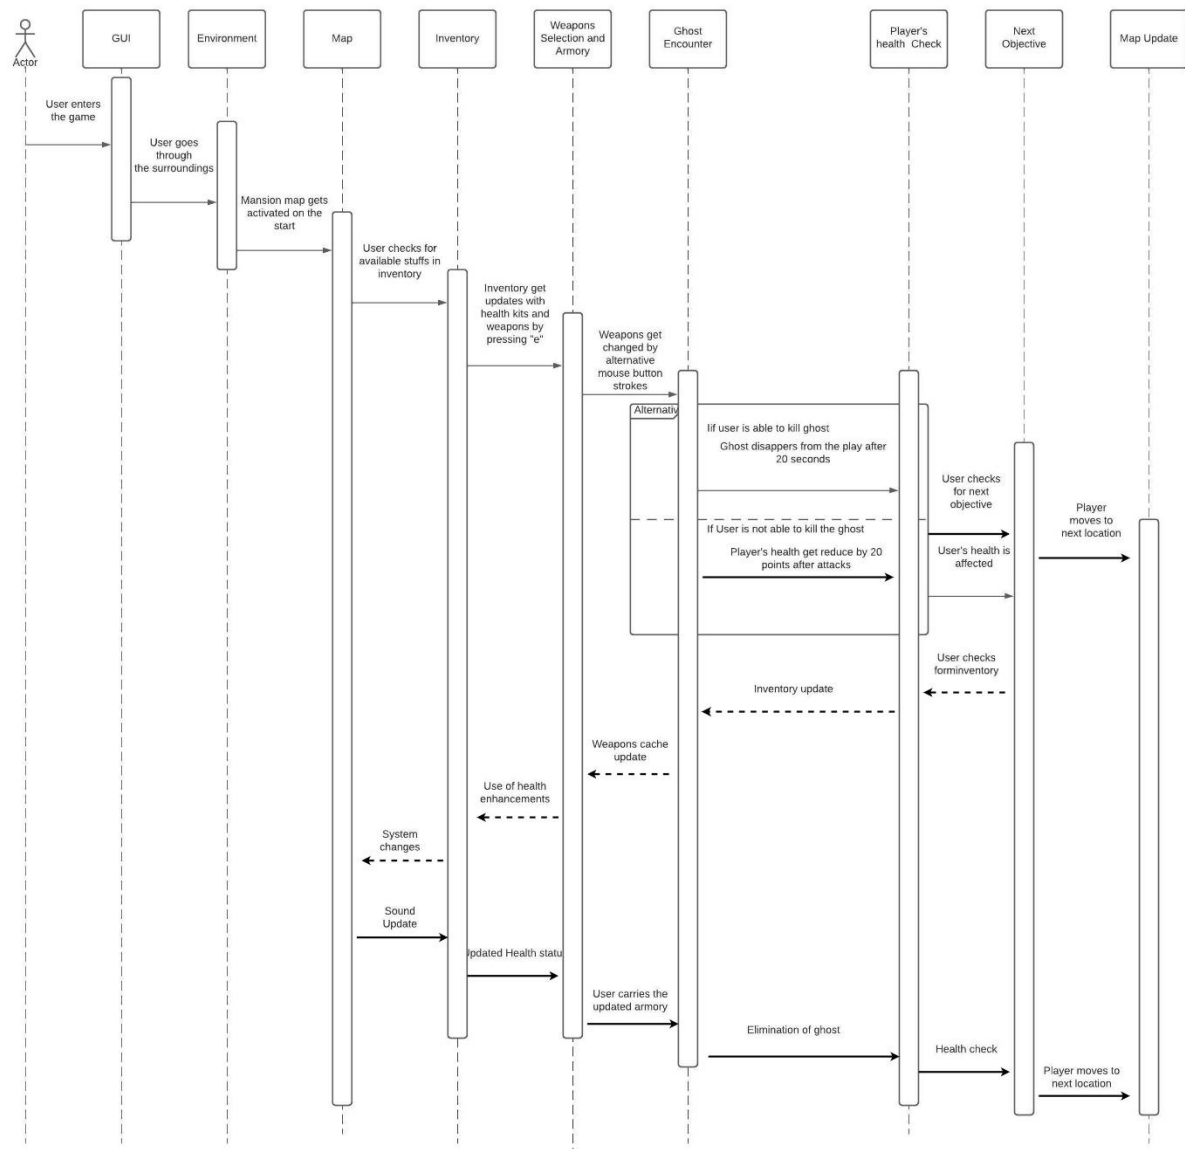 Actor
GUI
Environment
Map
Inventory
Weapons
Selection and
Armory
Ghost
Encounter
Player's
health Check
Next
Objective
Map Update
User enters
the game
User goes
through
the surroundings
Mansion map gets
activated on the
start
User checks for
available stuffs in
inventory
Inventory get
updates with
health kits and
weapons by
pressing "e"
Weapons get
changed by
alternative
mouse button
strokes
Alternativ
Iif user is able to kill ghost
Ghost disappers from the play after
20 seconds
User checks
for next
objective
Player
moves to
next location
If User is not able to kill the ghost
Player's health get reduce by 20
points after attacks
User's health is
affected
User checks
forminventory
Inventory update
Weapons cache
update
Use of health
enhancements
System
changes
Sound
Update
Updated Health statu
User carries the
updated armory
Elimination of ghost
Health check
Player moves to
next location